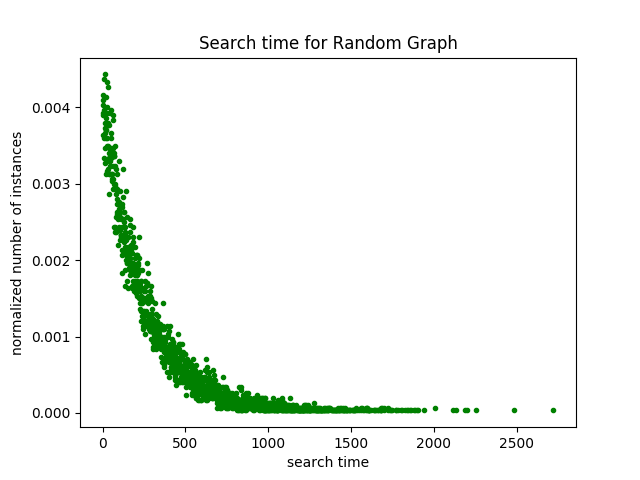 Search time for Random Graph
normalized number of instances
0.004
0.003
0.002
0.001
0.000
0 500 1000 1500 2000 2500
search time